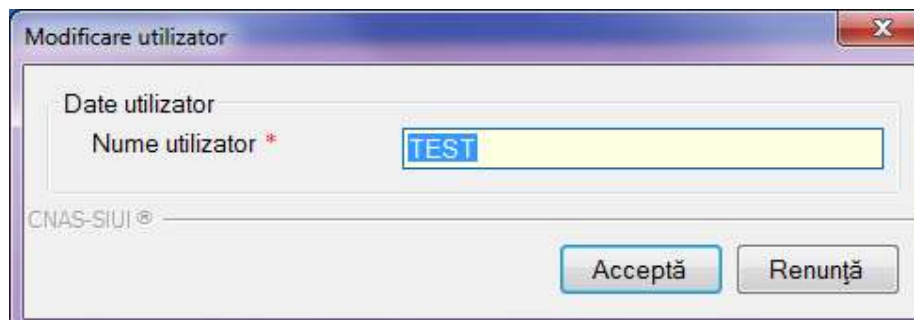 Modificare utilizator
Date utilizator
Nume utilizator * TEST
CNAS-SIUI ®
Acceptă Renunţă